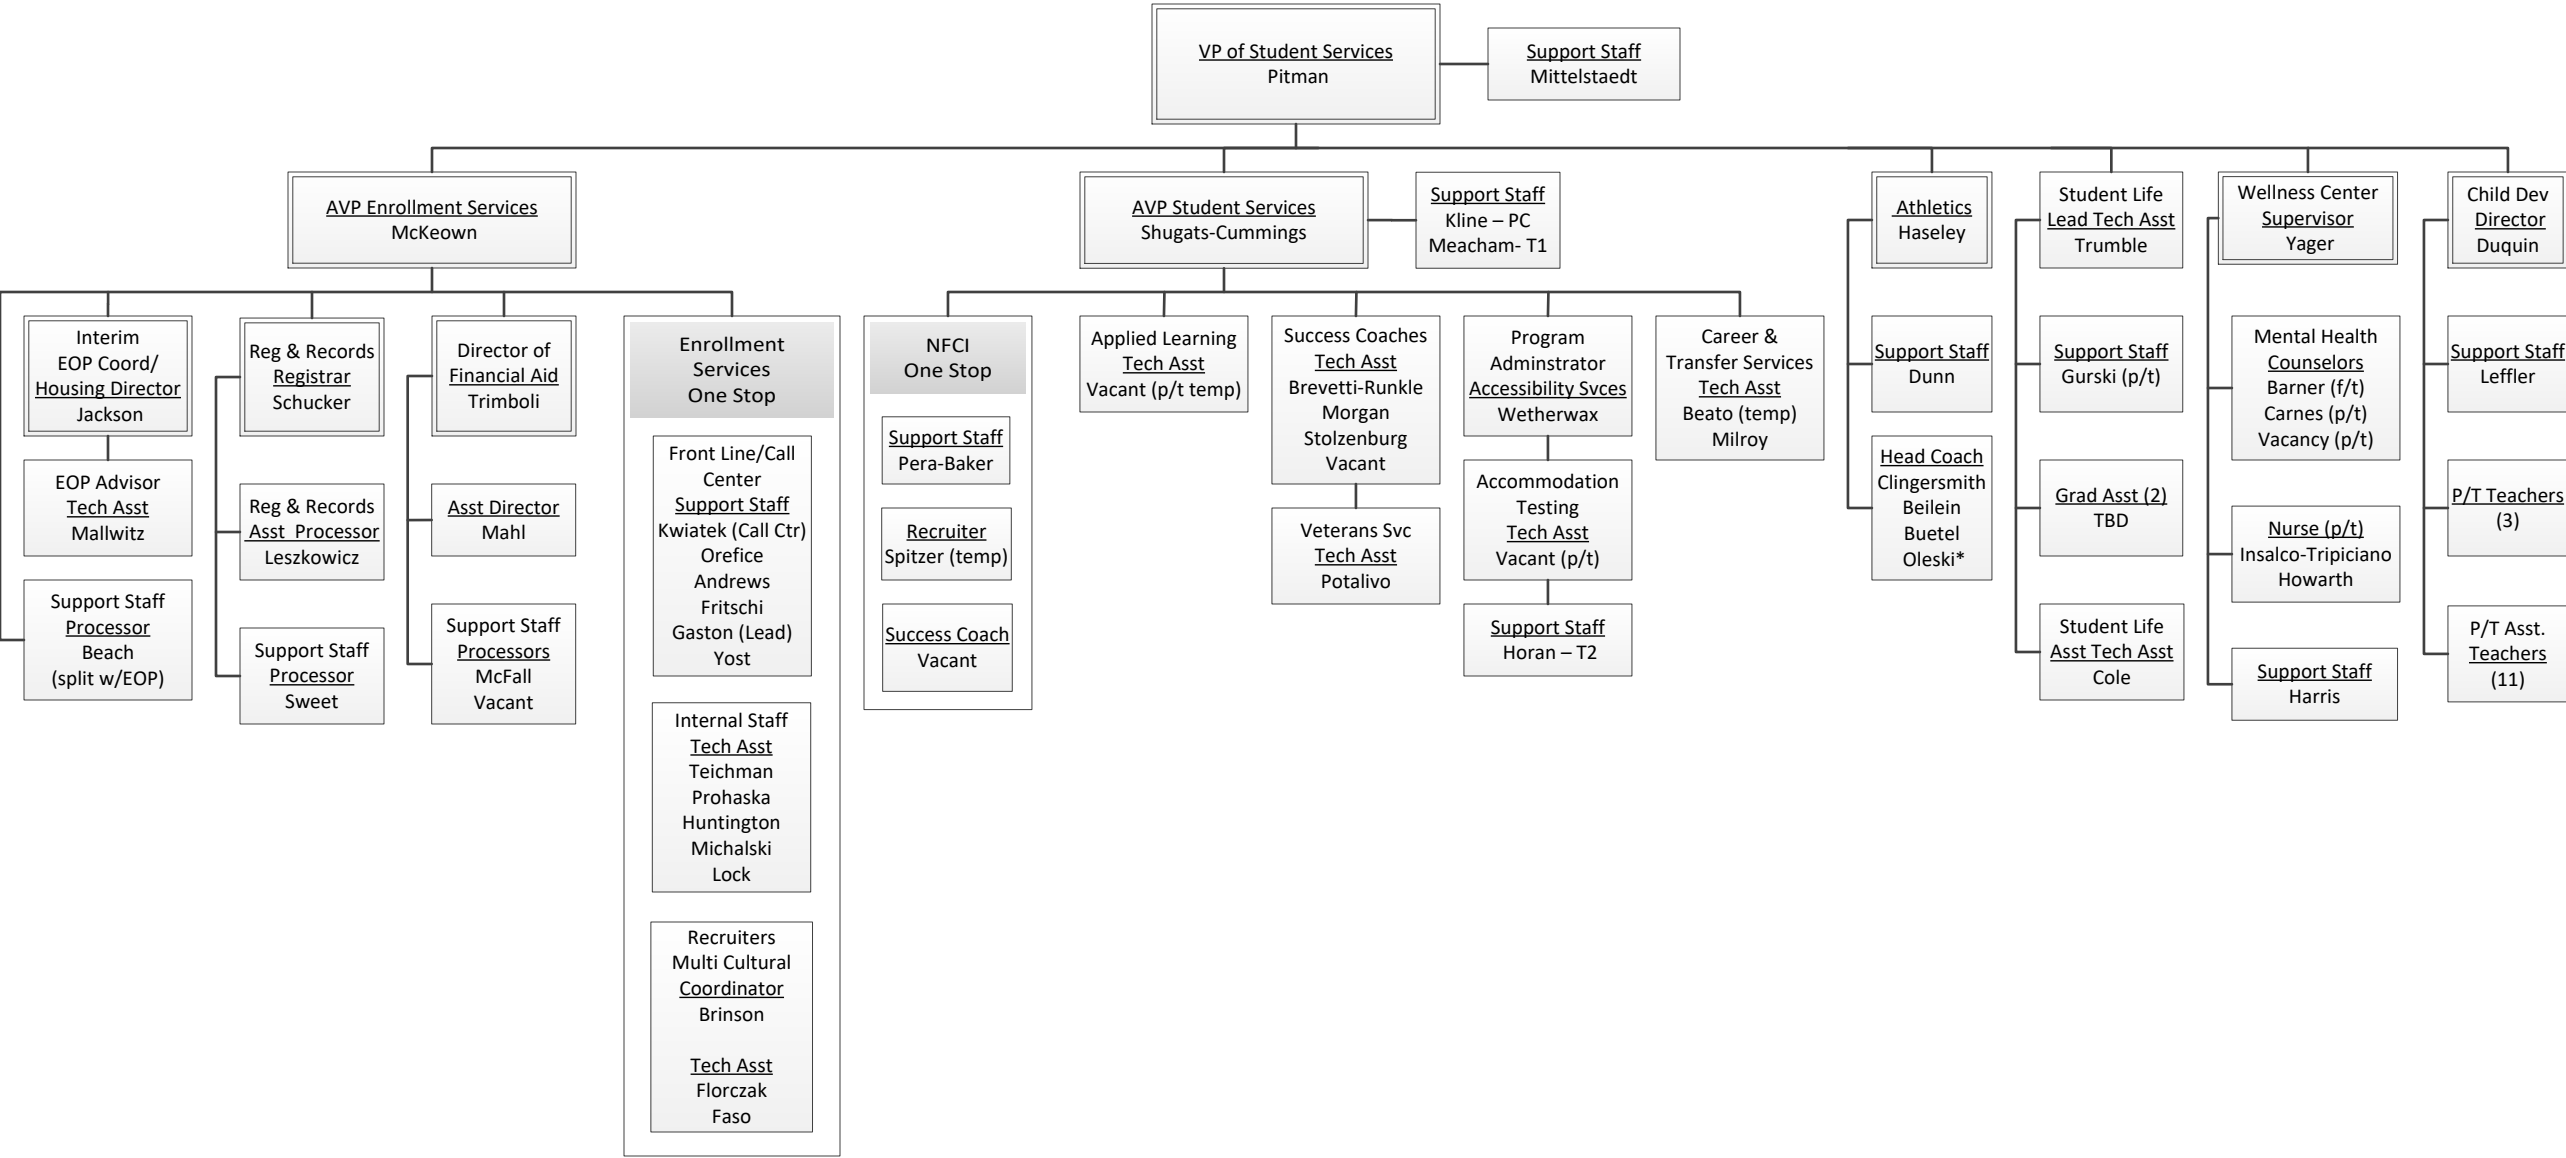 VP of Student Services
Pitman
Support Staff
Mittelstaedt
AVP Enrollment Services
McKeown
AVP Student Services
Shugats-Cummings
Support Staff
Kline – PC
Meacham- T1
Athletics
Haseley
Student Life
Lead Tech Asst
Trumble
Wellness Center
Supervisor
Yager
Child Dev
Director
Duquin
Interim
EOP Coord/
Housing Director
Jackson
EOP Advisor
Tech Asst
Mallwitz
Support Staff
Processor
Beach
(split w/EOP)
Reg & Records
Registrar
Schucker
Reg & Records
Asst  Processor
Leszkowicz
Support Staff
Processor
Sweet
Director of
Financial Aid
Trimboli
Asst Director
Mahl
Support Staff
Processors
McFall
Vacant
Enrollment
Services
One Stop
Front Line/Call
Center
Support Staff
Kwiatek (Call Ctr)
Orefice
Andrews
Fritschi
Gaston (Lead)
Yost
Internal Staff
Tech Asst
Teichman
Prohaska
Huntington
Michalski
Lock
Recruiters
Multi Cultural
Coordinator
Brinson
Tech Asst
Florczak
Faso
NFCI
One Stop
Support Staff
Pera-Baker
Recruiter
Spitzer (temp)
Success Coach
Vacant
Applied Learning
Tech Asst
Vacant (p/t temp)
Success Coaches
Tech Asst
Brevetti-Runkle
Morgan
Stolzenburg
Vacant
Veterans Svc
Tech Asst
Potalivo
Program
Adminstrator
Accessibility Svces
Wetherwax
Accommodation
Testing
Tech Asst
Vacant (p/t)
Support Staff
Horan – T2
Career &
Transfer Services
Tech Asst
Beato (temp)
Milroy
Support Staff
Dunn
Head Coach
Clingersmith
Beilein
Buetel
Oleski*
Support Staff
Gurski (p/t)
Grad Asst (2)
TBD
Student Life
Asst Tech Asst
Cole
Mental Health
Counselors
Barner (f/t)
Carnes (p/t)
Vacancy (p/t)
Nurse (p/t)
Insalco-Tripiciano
Howarth
Support Staff
Harris
Support Staff
Leffler
P/T Teachers
(3)
P/T Asst.
Teachers
(11)